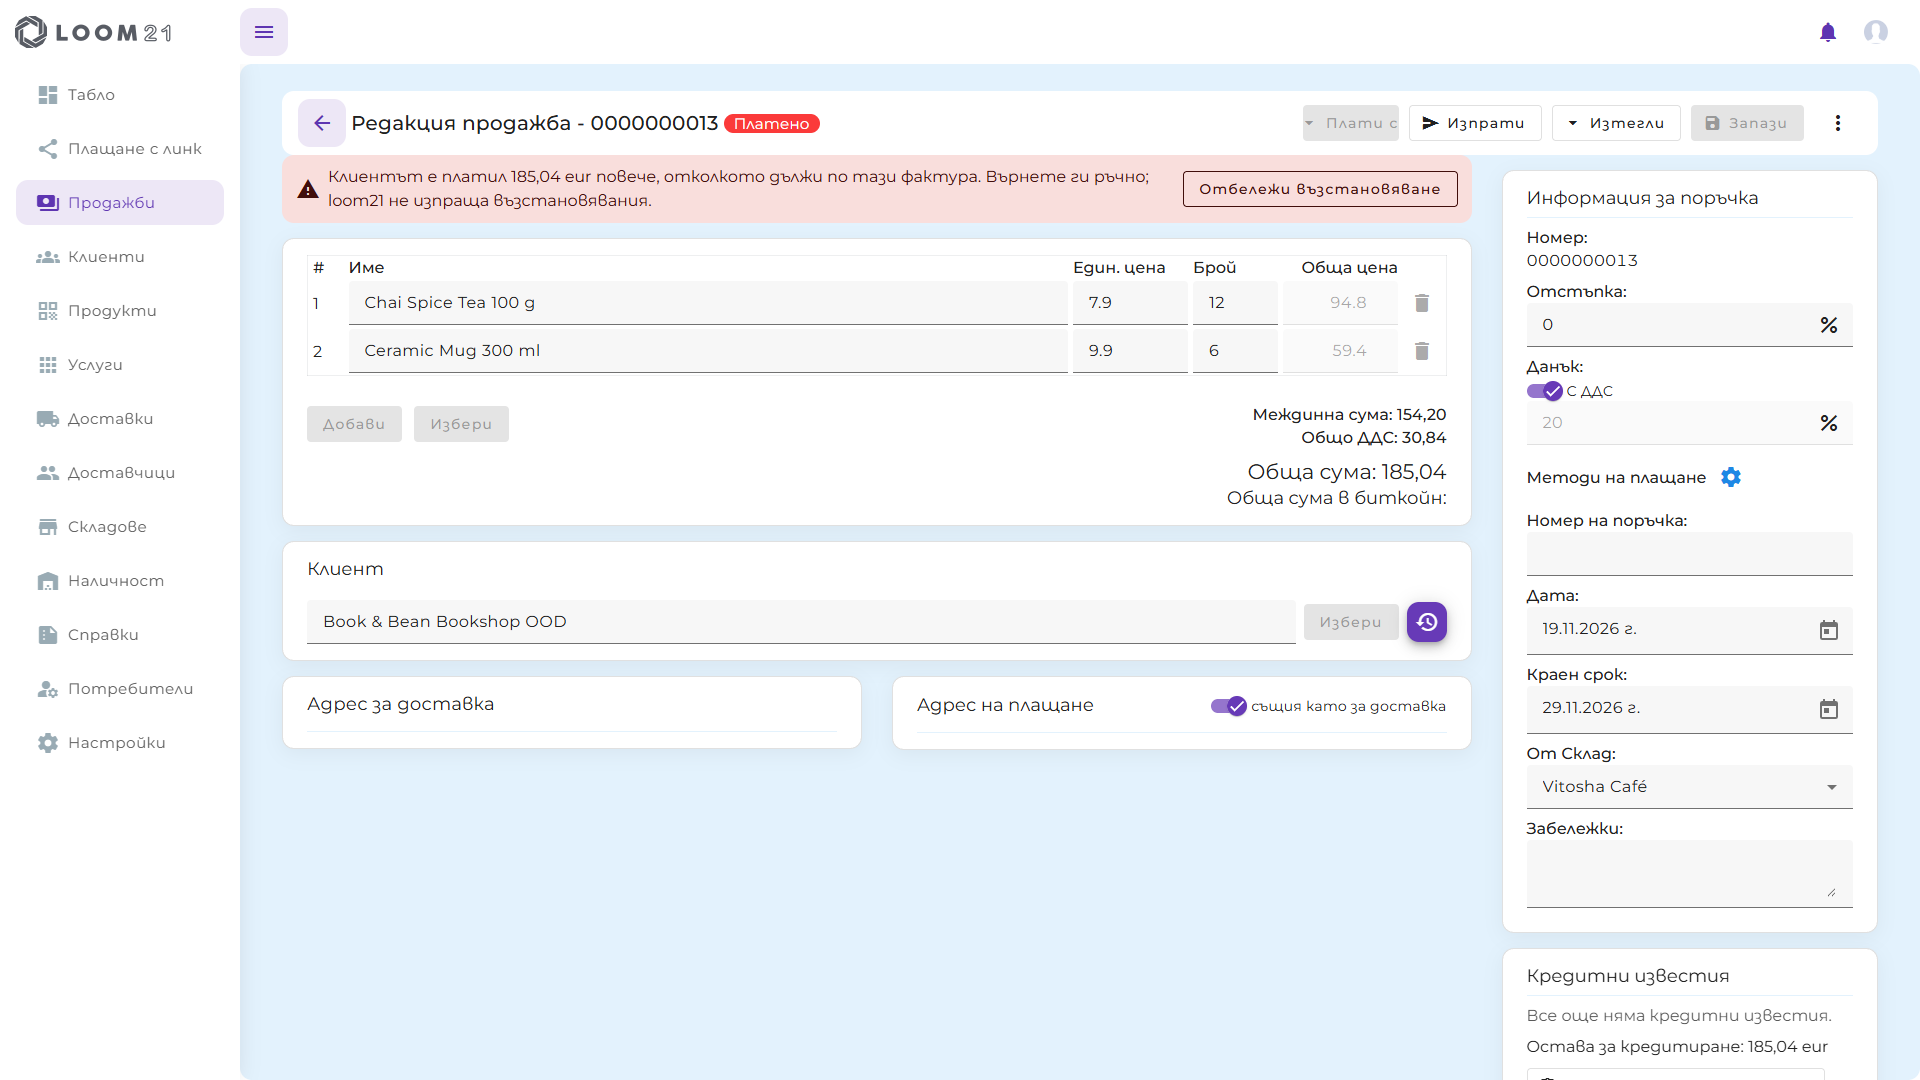 LOOM 21
Табло
Плащане с линк
Продажби
Клиенти
Продукти
Услуги
Доставки
Доставчици
Складове
Наличност
Справки
Потребители
Настройки
Редакция продажба - 0000000013 Платено
Плати с
Изпрати
Изтегли
Запази
Клиентът е платил 185,04 eur повече, отколкото дължи по тази фактура. Върнете ги ръчно;
loom21 не изпраща възстановявания.
Отбележи възстановяване
# Име Един. цена Брой Обща цена
1 Chai Spice Tea 100 g 7.9 12 94.8
2 Ceramic Mug 300 ml 9.9 6 59.4
Добави Избери
Междинна сума: 154,20
Общо ДДС: 30,84
Обща сума: 185,04
Обща сума в биткойн:
Клиент
Book & Bean Bookshop OOD
Избери
Адрес за доставка
Адрес на плащане
същия като за доставка
Информация за поръчка
Номер:
0000000013
Отстъпка:
0 %
Данък:
С ДДС
20 %
Методи на плащане
Номер на поръчка:
Дата:
19.11.2026 г.
Краен срок:
29.11.2026 г.
От Склад:
Vitosha Café
Забележки:
Кредитни известия
Все още няма кредитни известия.
Остава за кредитиране: 185,04 eur